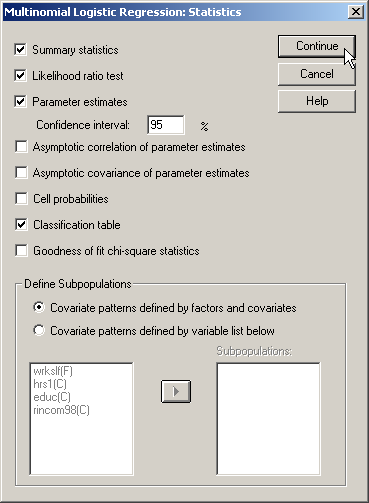 Multinomial Logistic Regression: Statistics
Summary statistics
Continue
Likelihood ratio test
Cancel
Parameter estimates
Help
Confidence interval: 95 %
Asymptotic correlation of parameter estimates
Asymptotic covariance of parameter estimates
Cell probabilities
Classification table
Goodness of fit chi-square statistics
Define Subpopulations
Covariate patterns defined by factors and covariates
Covariate patterns defined by variable list below
Subpopulations:
wrkslf(F)
hrs1(C)
educ(C)
rincom98(C)